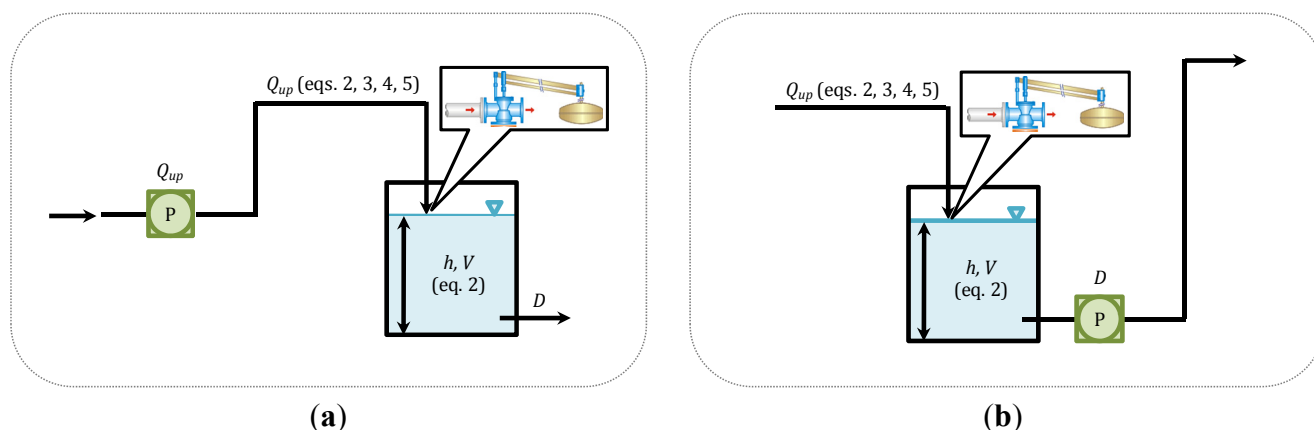 Q_up (eqs. 2, 3, 4, 5)
Q_up
P
h, V
(eq. 2)
D
(a)
Q_up (eqs. 2, 3, 4, 5)
h, V
(eq. 2)
D
P
(b)